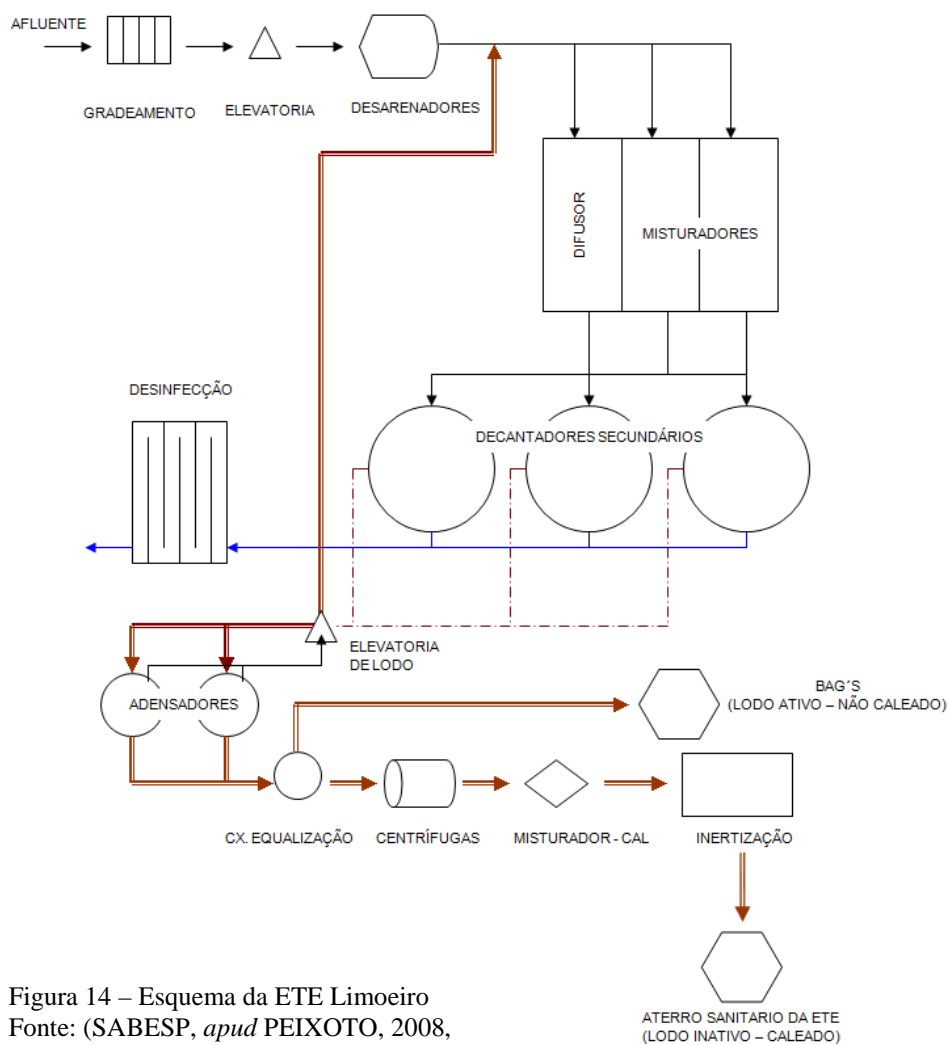 AFLUENTE
GRADEAMENTO
ELEVATORIA
DESARENADORES
DIFUSOR
MISTURADORES
DESINFECÇÃO
DECANTADORES SECUNDÁRIOS
ELEVATORIA
DE LODO
ADENSADORES
BAG´S
(LODO ATIVO – NÃO CALEADO)
CX. EQUALIZAÇÃO
CENTRÍFUGAS
MISTURADOR - CAL
INERTIZAÇÃO
ATERRO SANITARIO DA ETE
(LODO INATIVO – CALEADO)
Figura 14 – Esquema da ETE Limoeiro
Fonte: (SABESP, apud PEIXOTO, 2008,